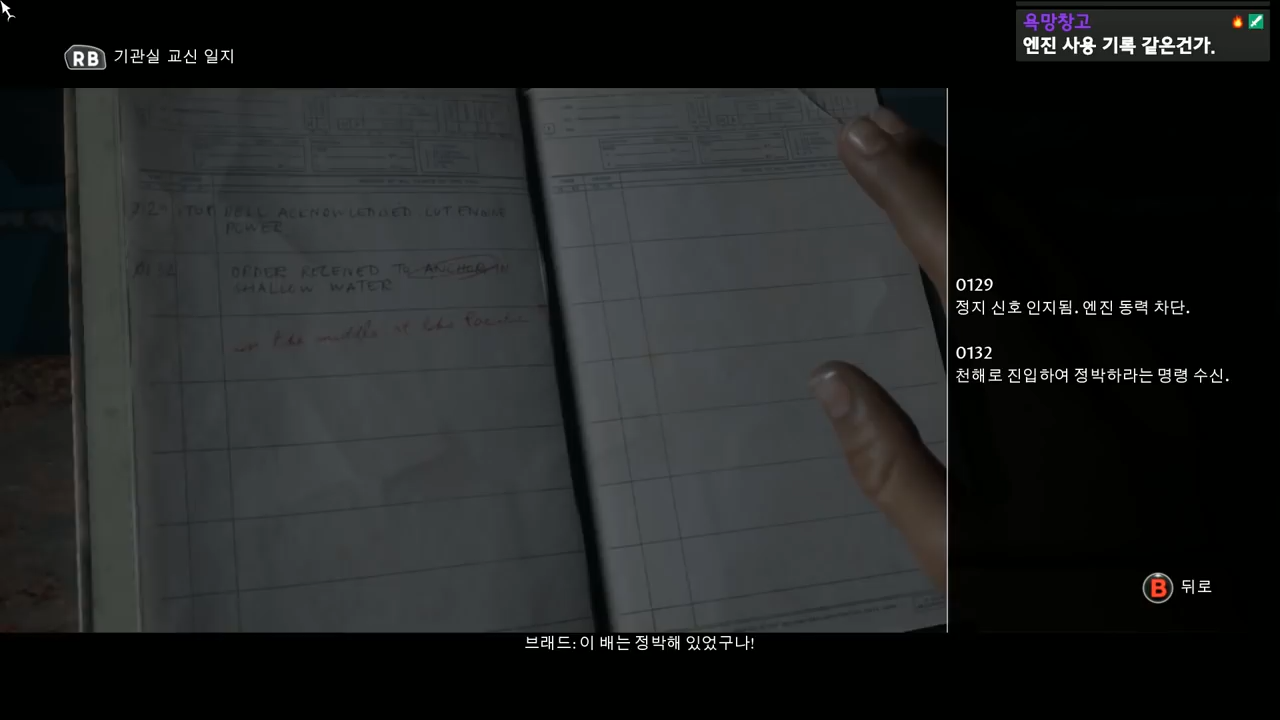 욕망창고
엔진 사용 기록 같은건가.
RB 기관실 교신 일지
BELL ACKNOWLEDGED CUT ENGINE
POWER
ORDER RECEIVED TO ANCHOR IN
SHALLOW WATER
the middle of the
0129
정지 신호 인지됨. 엔진 동력 차단.
0132
천해로 진입하여 정박하라는 명령 수신.
B 뒤로
브래드: 이 배는 정박해 있었구나!